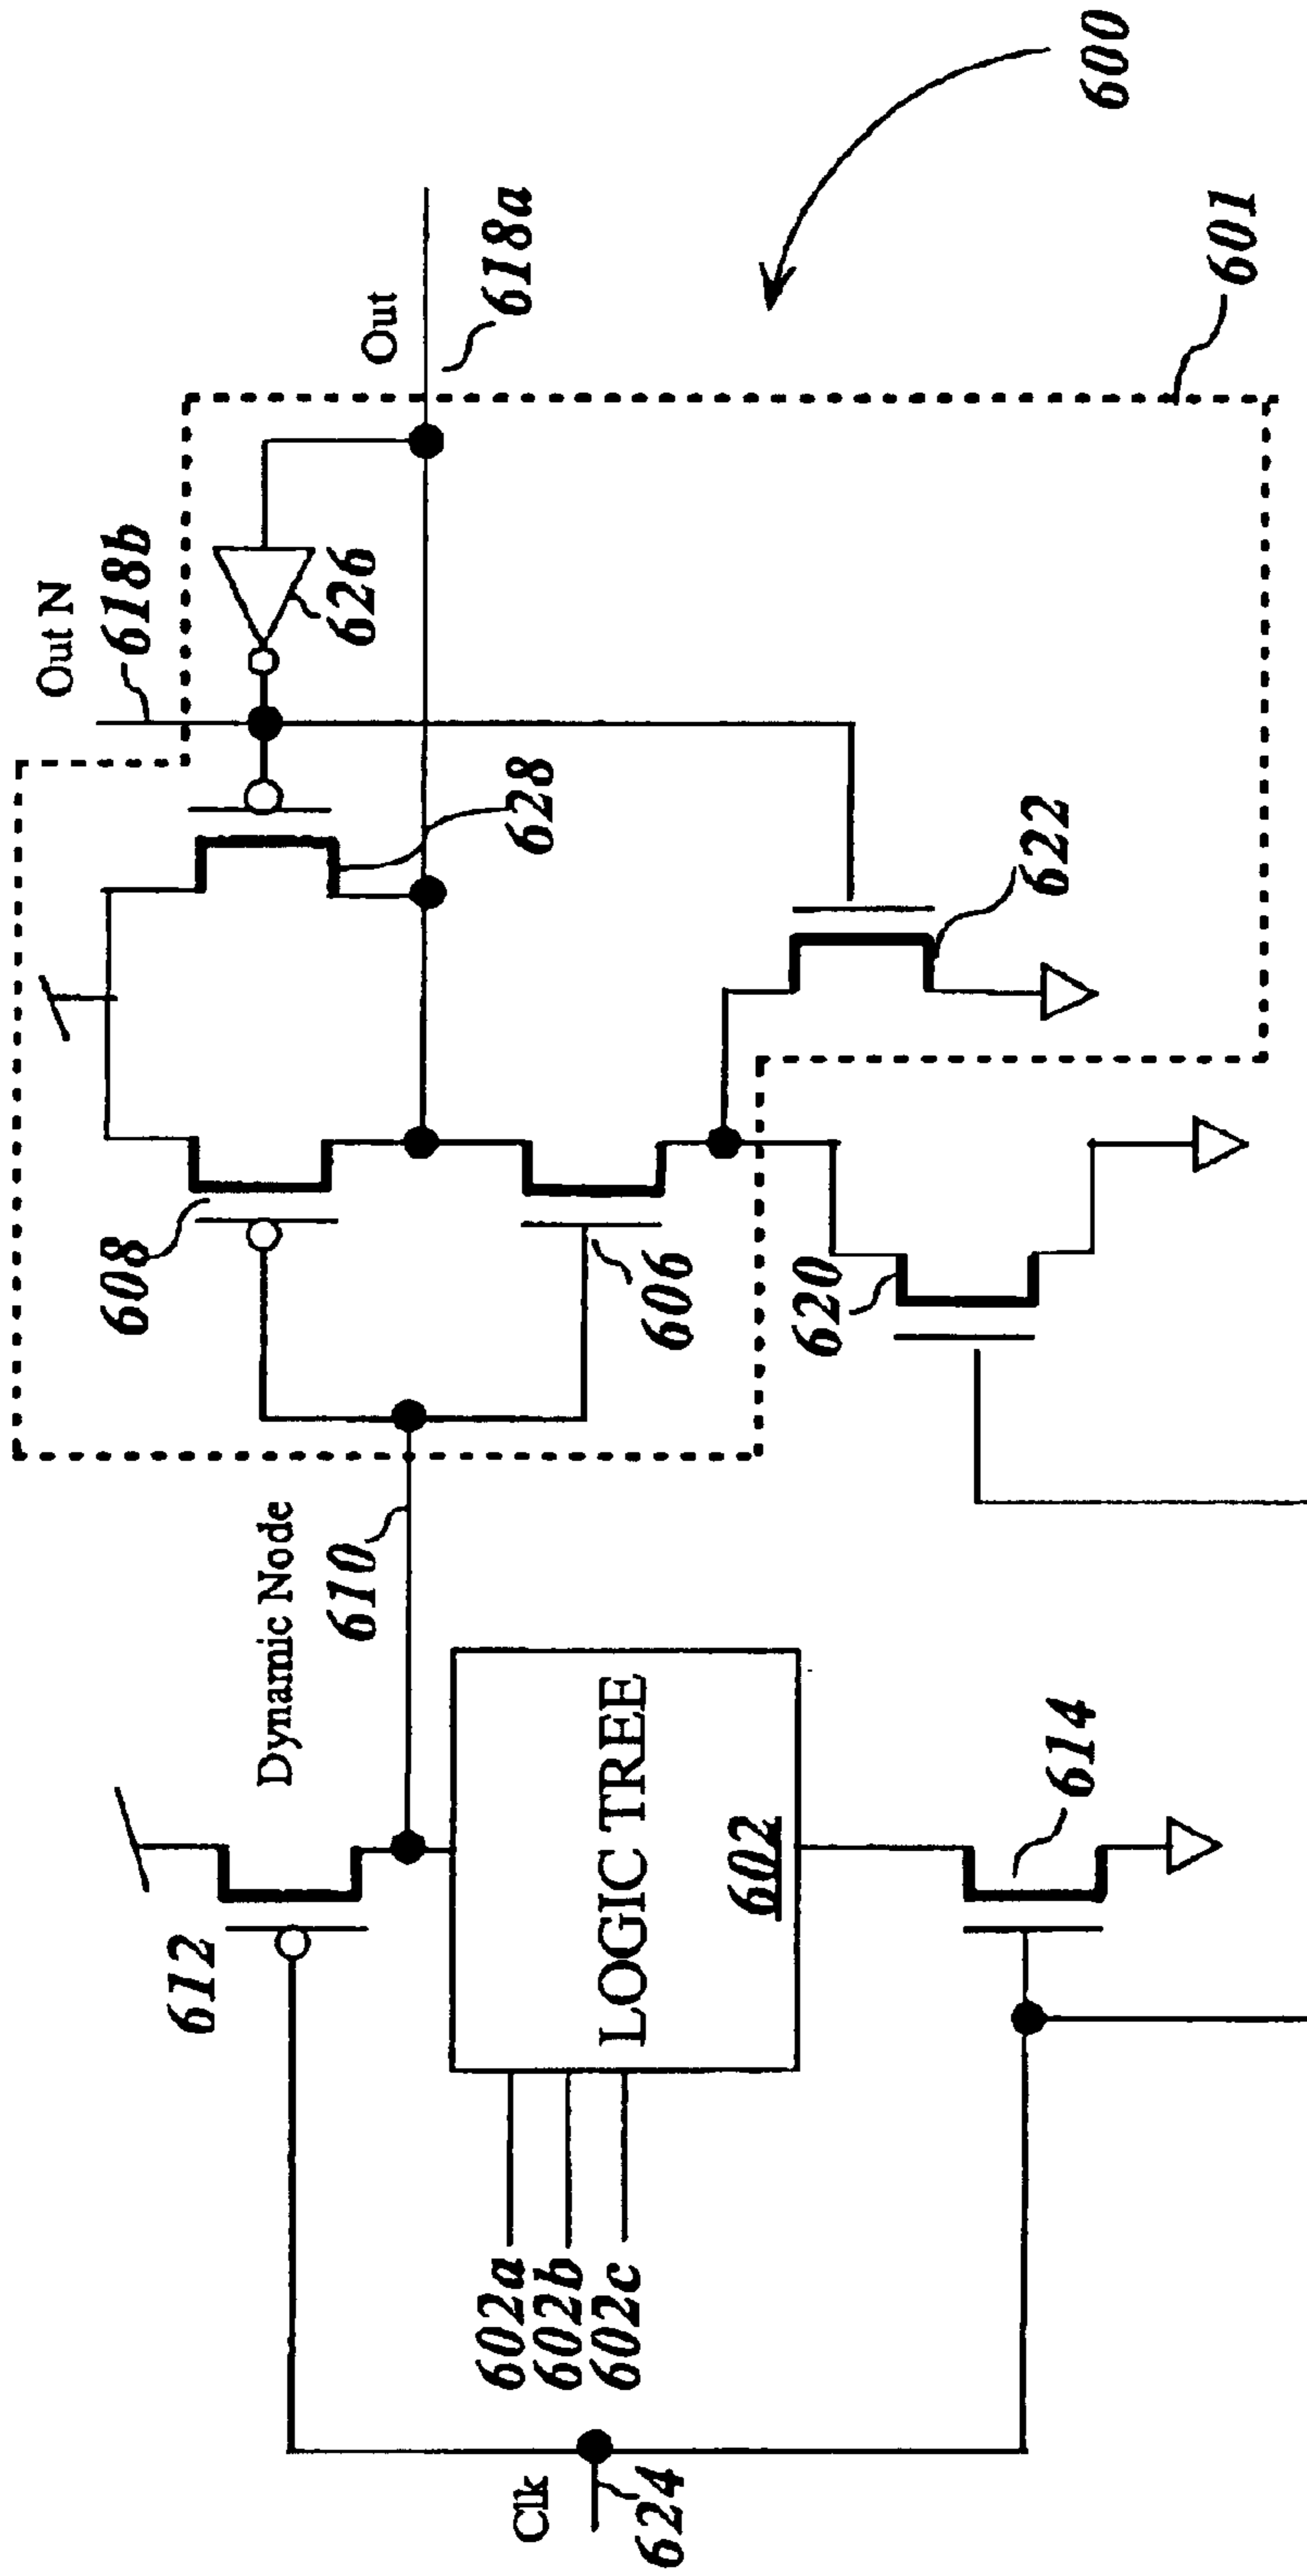 Out N
618b
Out
618a
626
628
608
606
622
620
601
600
Dynamic Node
610
612
LOGIC TREE
602
614
602a
602b
602c
Clk
624